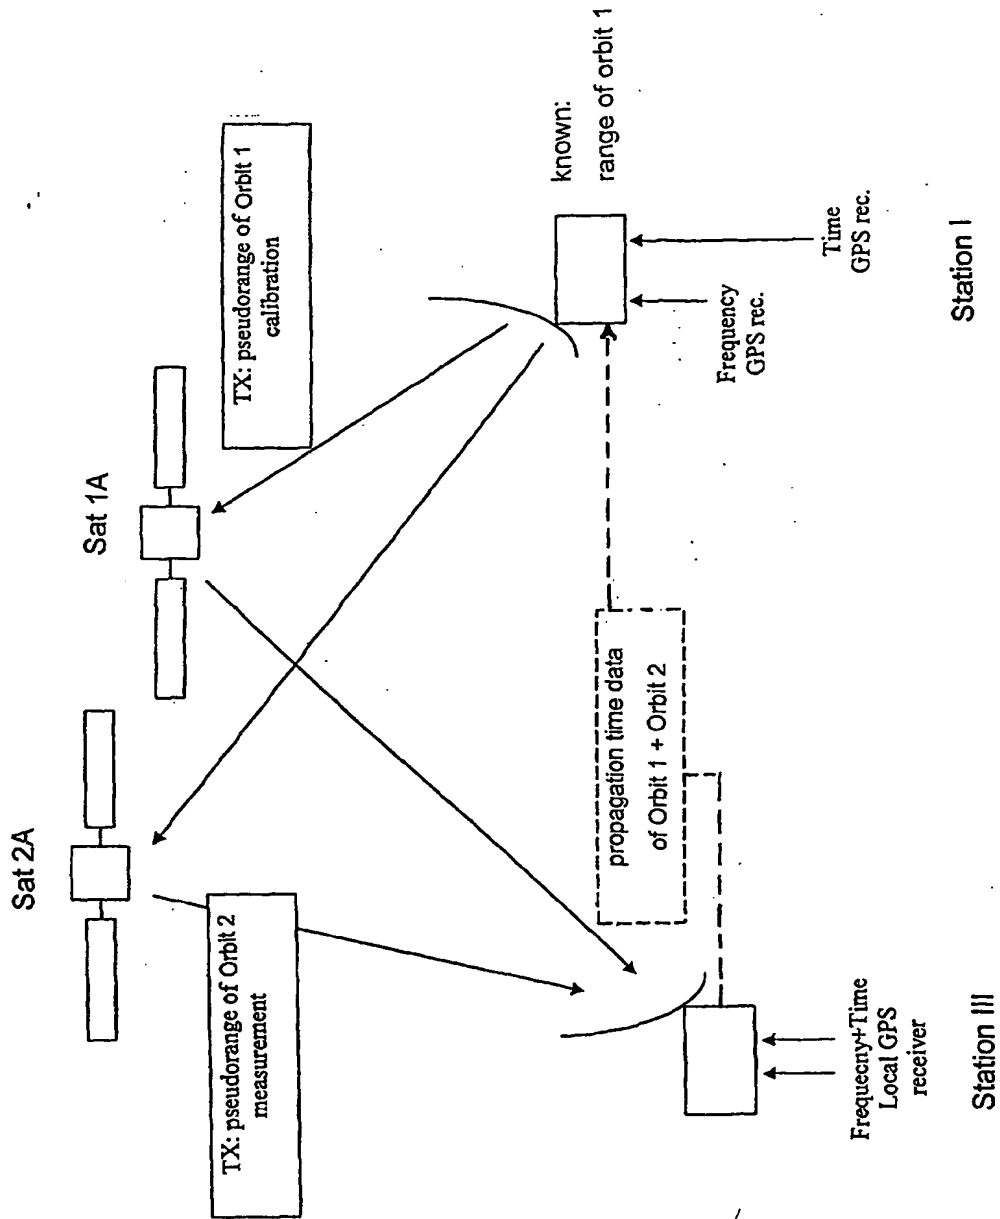 Sat 2A
Sat 1A
TX: pseudorange of Orbit 2
measurement
TX: pseudorange of Orbit 1
calibration
propagation time data
of Orbit 1 + Orbit 2
known:
range of orbit 1
Frequecny+Time
Local GPS
receiver
Frequency
GPS rec.
Time
GPS rec.
Station III
Station I